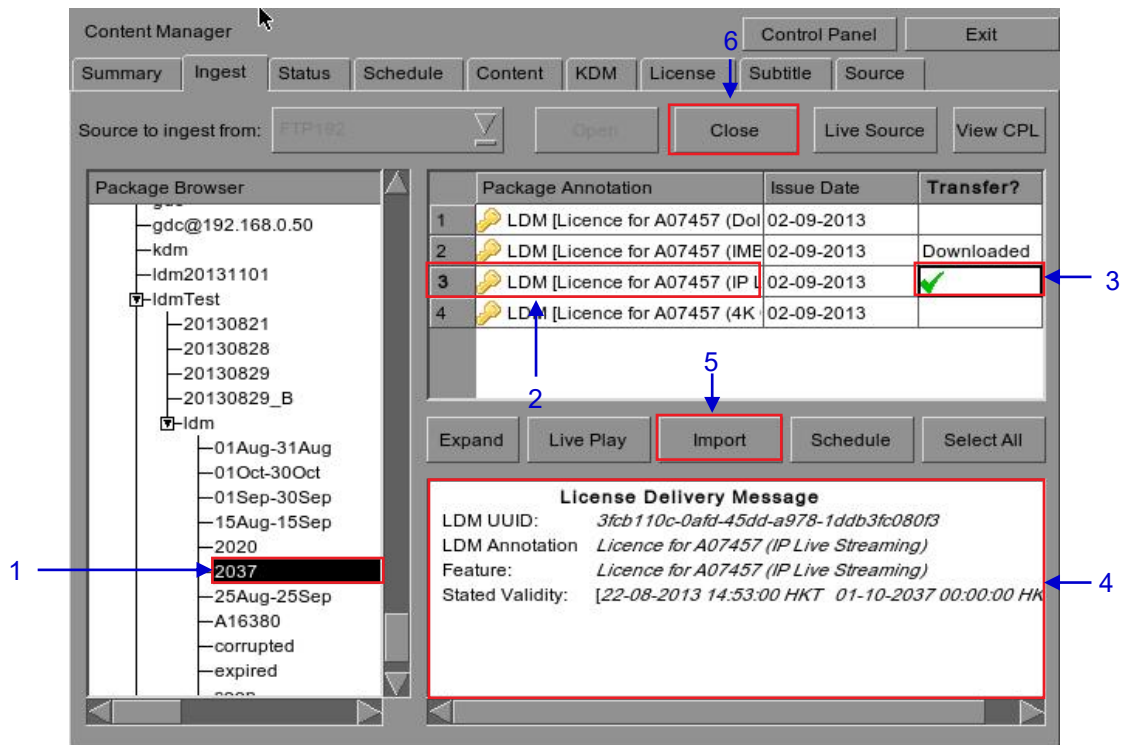 Content Manager
6
Control Panel
Exit
Summary
Ingest
Status
Schedule
Content
KDM
License
Subtitle
Source
Source to ingest from:
FTP192
Open
Close
Live Source
View CPL
Package Browser
gdc@192.168.0.50
kdm
ldm20131101
ldmTest
20130821
20130828
20130829
20130829_B
ldm
01Aug-31Aug
01Oct-30Oct
01Sep-30Sep
15Aug-15Sep
2020
1
2037
25Aug-25Sep
A16380
corrupted
expired
Package Annotation Issue Date Transfer?
1 LDM [Licence for A07457 (Dol 02-09-2013
2 LDM [Licence for A07457 (IMB 02-09-2013 Downloaded
3 LDM [Licence for A07457 (IP L 02-09-2013
3
4 LDM [Licence for A07457 (4K 02-09-2013
2
5
Expand
Live Play
Import
Schedule
Select All
License Delivery Message
LDM UUID: 3fcb110c-0afd-45dd-a978-1ddb3fc080f3
LDM Annotation Licence for A07457 (IP Live Streaming)
Feature: Licence for A07457 (IP Live Streaming)
Stated Validity: [22-08-2013 14:53:00 HKT 01-10-2037 00:00:00 HK
4